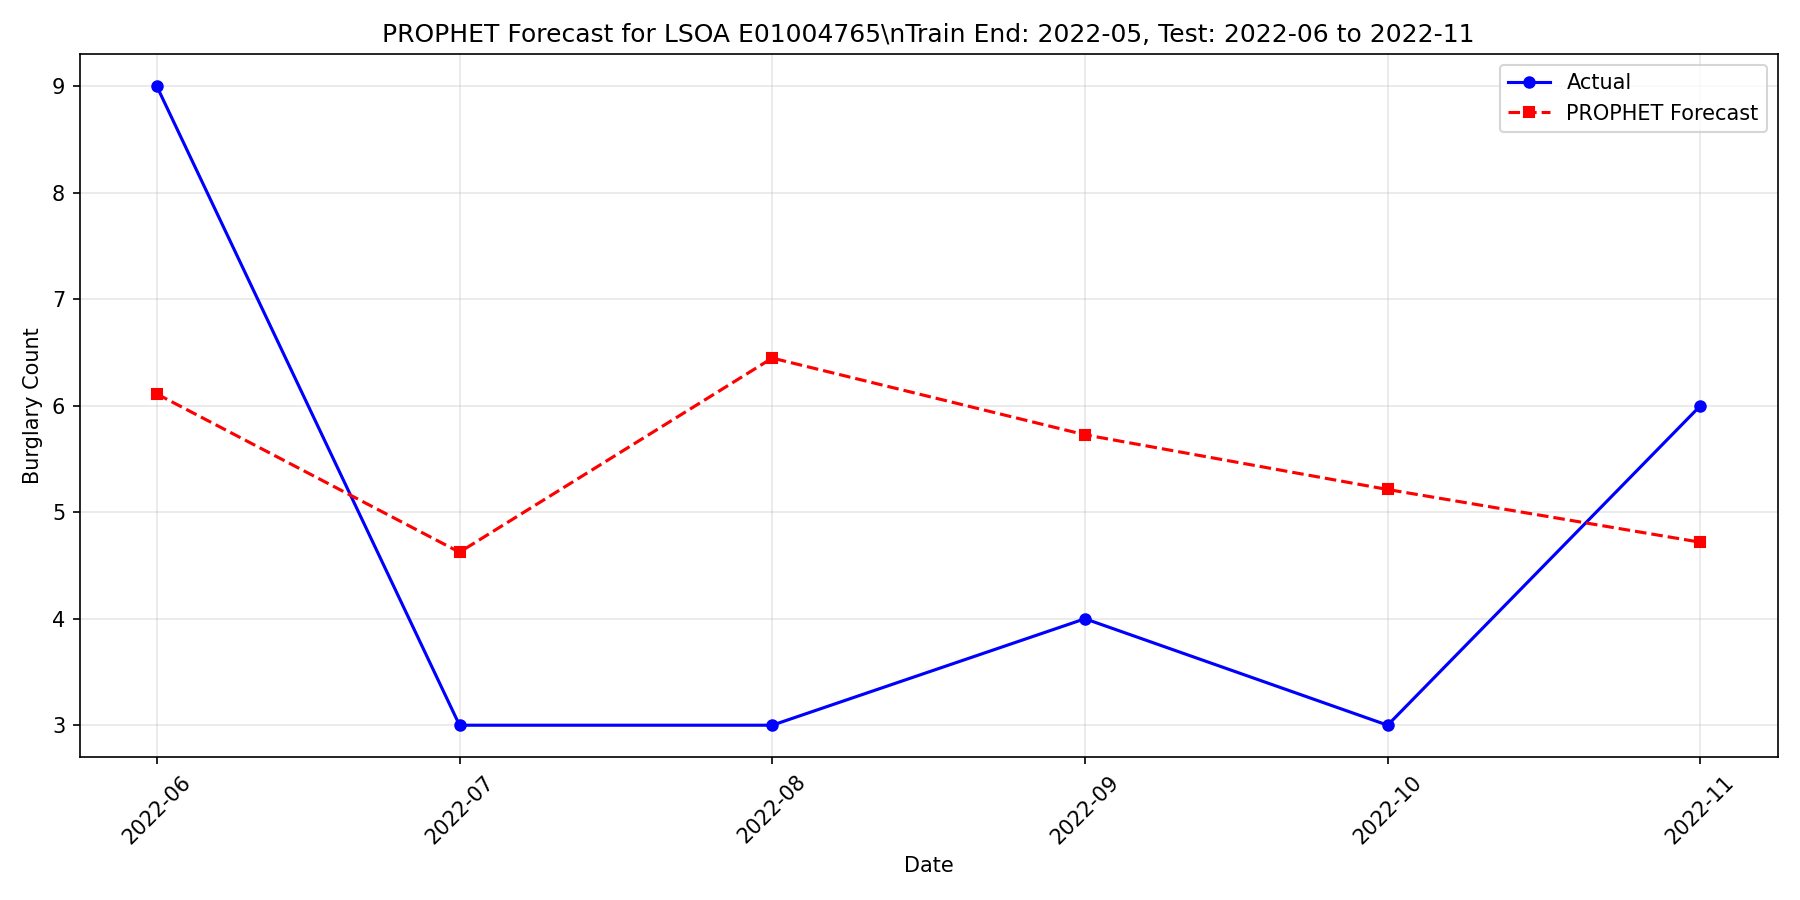 PROPHET Forecast for LSOA E01004765\nTrain End: 2022-05, Test: 2022-06 to 2022-11
Actual
PROPHET Forecast
Burglary Count
9
8
7
6
5
4
3
2022-06
2022-07
2022-08
2022-09
2022-10
2022-11
Date